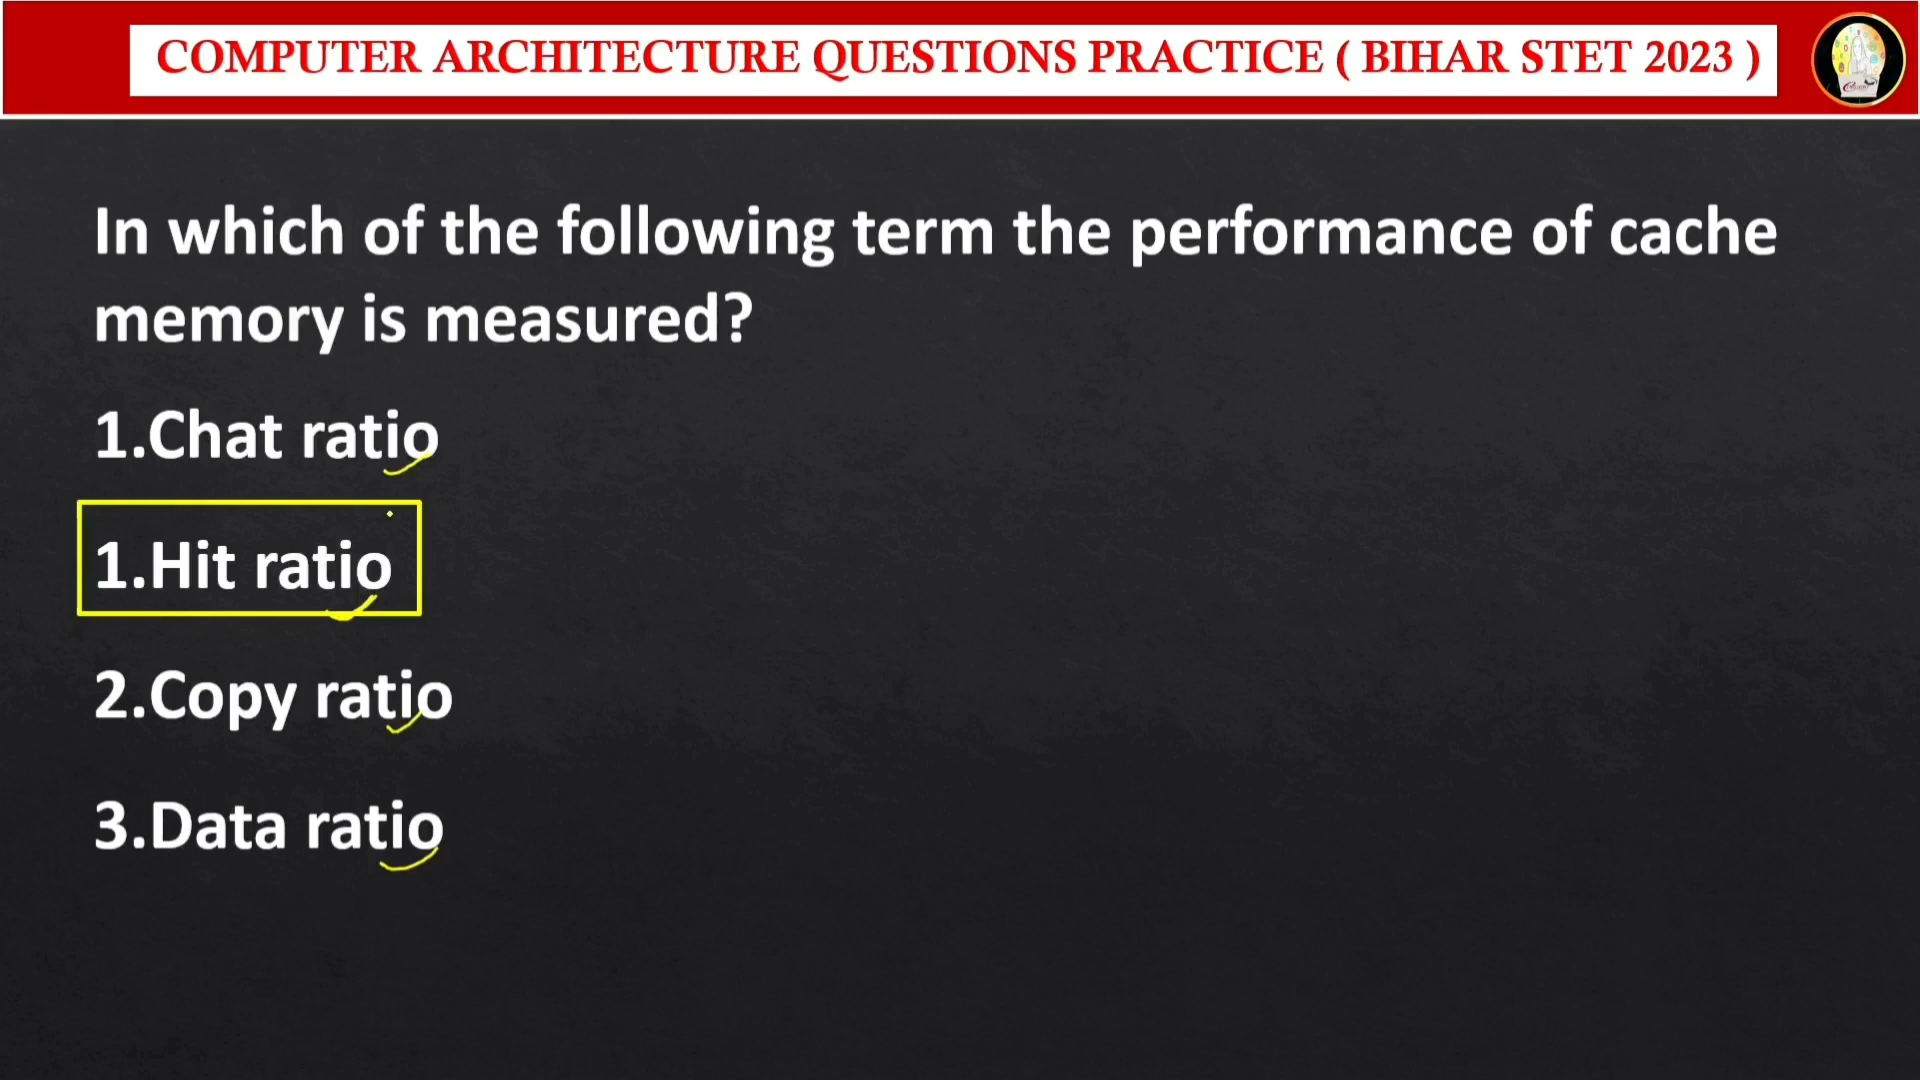 COMPUTER ARCHITECTURE QUESTIONS PRACTICE ( BIHAR STET 2023 )
In which of the following term the performance of cache
memory is measured?
1.Chat ratio
1.Hit ratio
2.Copy ratio
3.Data ratio